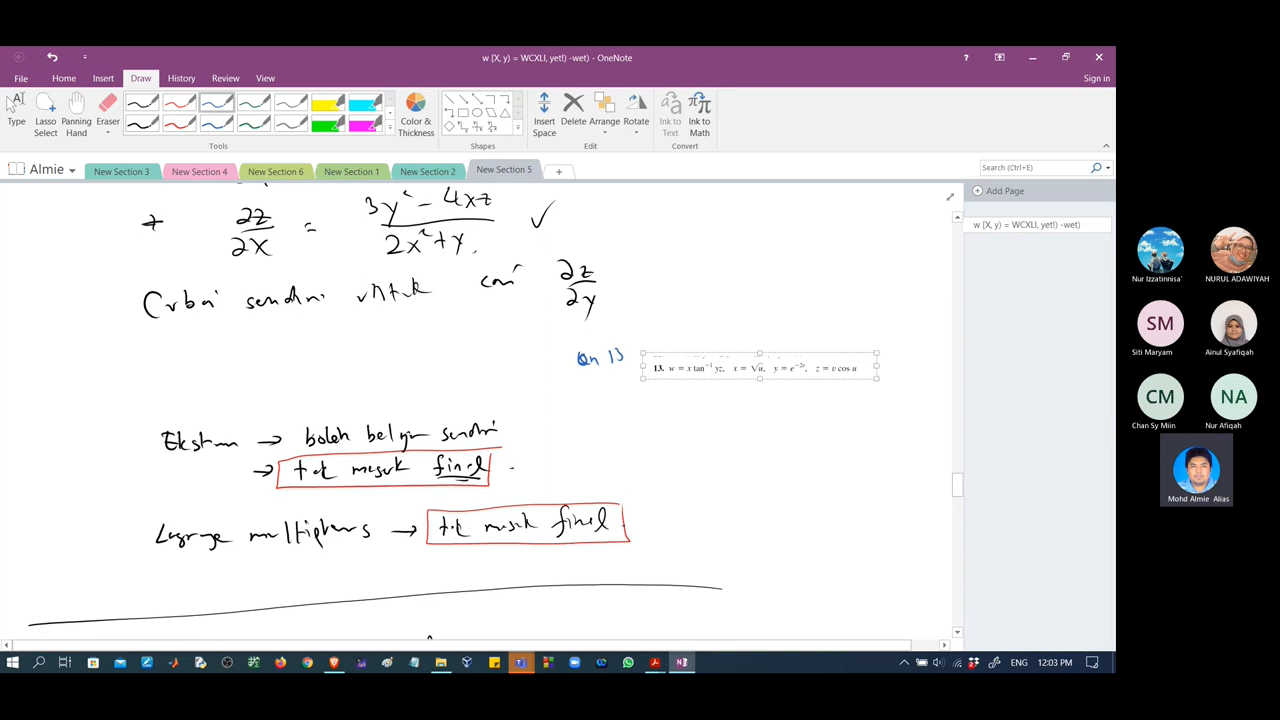 w [X, y) = WCXLI, yet!) -wet) - OneNote
File Home Insert Draw History Review View
Sign in
Type
Lasso Select
Panning Hand
Eraser
Color & Thickness
Insert Space
Delete
Arrange
Rotate
Ink to Text
Ink to Math
Tools
Shapes
Edit
Convert
Almie
New Section 3
New Section 4
New Section 6
New Section 1
New Section 2
New Section 5
Search (Ctrl+E)
Add Page
w [X, y) = WCXLI, yet!) -wet)
∂z/∂x = (3y² - 4xz)/(2x² + y) ✓
Cubai sendiri untuk cari ∂z/∂y
Qn 13
13. w = x tan⁻¹ yz, x = √u, y = e⁻²ᵛ, z = v cos u
→ boleh sendiri
→ tak masuk final
Lagrange multipliers → tak masuk final
Nur Izzatinnisa'
NURUL ADAWIYAH
SM
Siti Maryam
Ainul Syafiqah
CM
Chan Sy Miin
NA
Nur Afiqah
Mohd Almie Alias
ENG
12:03 PM